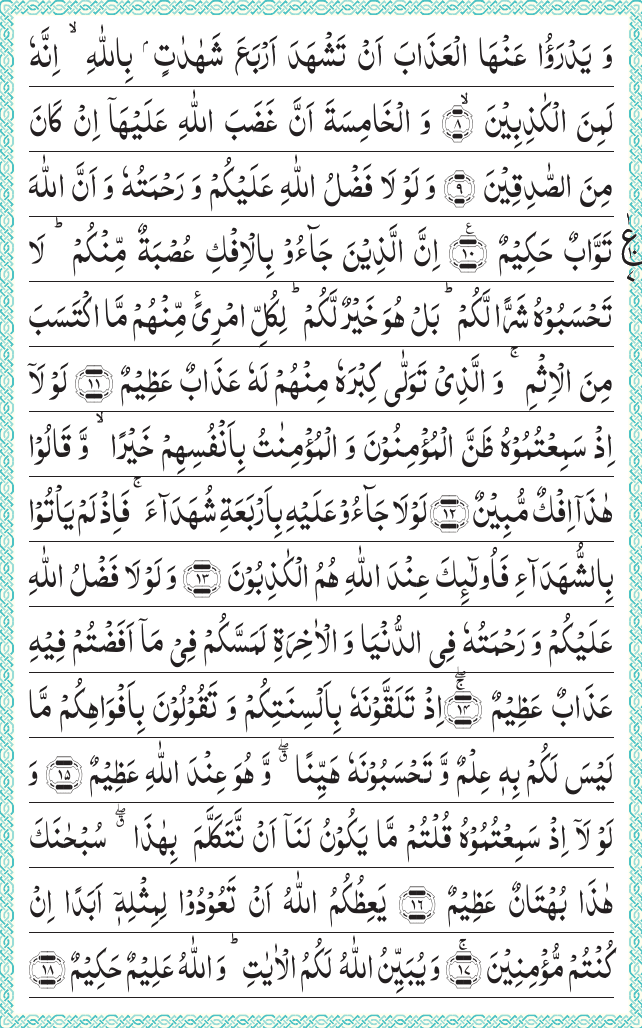 وَ يَدْرَؤُا عَنْهَا الْعَذَابَ اَنْ تَشْهَدَ اَرْبَعَ شَهٰدٰتٍۭ بِاللّٰهِ ۙ اِنَّهٗ
لَمِنَ الْكٰذِبِيْنَ ۙ﴿۸﴾ وَ الْخَامِسَةَ اَنَّ غَضَبَ اللّٰهِ عَلَيْهَاۤ اِنْ كَانَ
مِنَ الصّٰدِقِيْنَ ﴿۹﴾ وَ لَوْ لَا فَضْلُ اللّٰهِ عَلَيْكُمْ وَ رَحْمَتُهٗ وَ اَنَّ اللّٰهَ
تَوَّابٌ حَكِيْمٌ ﴿۱۰﴾ اِنَّ الَّذِيْنَ جَآءُوْ بِالْاِفْكِ عُصْبَةٌ مِّنْكُمْ ؕ لَا
تَحْسَبُوْهُ شَرًّا لَّكُمْ ؕ بَلْ هُوَ خَيْرٌ لَّكُمْ ؕ لِكُلِّ امْرِئٍ مِّنْهُمْ مَّا اكْتَسَبَ
مِنَ الْاِثْمِ ۚ وَ الَّذِيْ تَوَلّٰى كِبْرَهٗ مِنْهُمْ لَهٗ عَذَابٌ عَظِيْمٌ ﴿۱۱﴾ لَوْ لَاۤ
اِذْ سَمِعْتُمُوْهُ ظَنَّ الْمُؤْمِنُوْنَ وَ الْمُؤْمِنٰتُ بِاَنْفُسِهِمْ خَيْرًا ۙ وَّ قَالُوْا
هٰذَاۤ اِفْكٌ مُّبِيْنٌ ﴿۱۲﴾ لَوْ لَا جَآءُوْ عَلَيْهِ بِاَرْبَعَةِ شُهَدَآءَ ۚ فَاِذْ لَمْ يَاْتُوْا
بِالشُّهَدَآءِ فَاُولٰٓئِكَ عِنْدَ اللّٰهِ هُمُ الْكٰذِبُوْنَ ﴿۱۳﴾ وَ لَوْ لَا فَضْلُ اللّٰهِ
عَلَيْكُمْ وَ رَحْمَتُهٗ فِي الدُّنْيَا وَ الْاٰخِرَةِ لَمَسَّكُمْ فِيْ مَاۤ اَفَضْتُمْ فِيْهِ
عَذَابٌ عَظِيْمٌ ﴿۱۴﴾ۚۖ اِذْ تَلَقَّوْنَهٗ بِاَلْسِنَتِكُمْ وَ تَقُوْلُوْنَ بِاَفْوَاهِكُمْ مَّا
لَيْسَ لَكُمْ بِهٖ عِلْمٌ وَّ تَحْسَبُوْنَهٗ هَيِّنًا ۖۗ وَّ هُوَ عِنْدَ اللّٰهِ عَظِيْمٌ ﴿۱۵﴾ وَ
لَوْ لَاۤ اِذْ سَمِعْتُمُوْهُ قُلْتُمْ مَّا يَكُوْنُ لَنَاۤ اَنْ نَّتَكَلَّمَ بِهٰذَا ۖۗ سُبْحٰنَكَ
هٰذَا بُهْتَانٌ عَظِيْمٌ ﴿۱۶﴾ يَعِظُكُمُ اللّٰهُ اَنْ تَعُوْدُوْا لِمِثْلِهٖۤ اَبَدًا اِنْ
كُنْتُمْ مُّؤْمِنِيْنَ ۚ﴿۱۷﴾ وَ يُبَيِّنُ اللّٰهُ لَكُمُ الْاٰيٰتِ ؕ وَ اللّٰهُ عَلِيْمٌ حَكِيْمٌ ﴿۱۸﴾